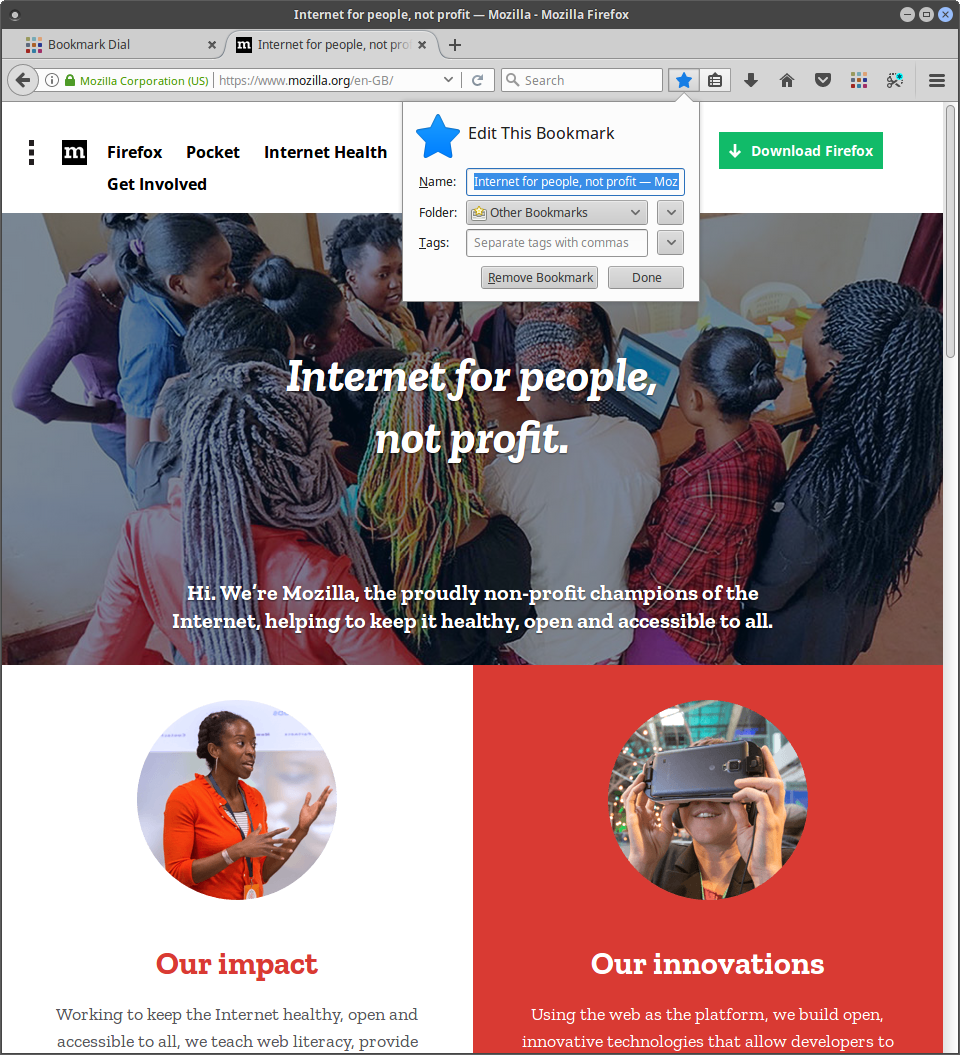 Internet for people, not profit — Mozilla - Mozilla Firefox
Bookmark Dial
Internet for people, not pro
Mozilla Corporation (US) https://www.mozilla.org/en-GB/ Search
Edit This Bookmark
Name: Internet for people, not profit — Moz
Folder: Other Bookmarks
Tags: Separate tags with commas
Remove Bookmark Done
m Firefox Pocket Internet Health
Get Involved
Download Firefox
Internet for people,
not profit.
Hi. We’re Mozilla, the proudly non-profit champions of the
Internet, helping to keep it healthy, open and accessible to all.
Our impact
Working to keep the Internet healthy, open and
accessible to all, we teach web literacy, provide
Our innovations
Using the web as the platform, we build open,
innovative technologies that allow developers to